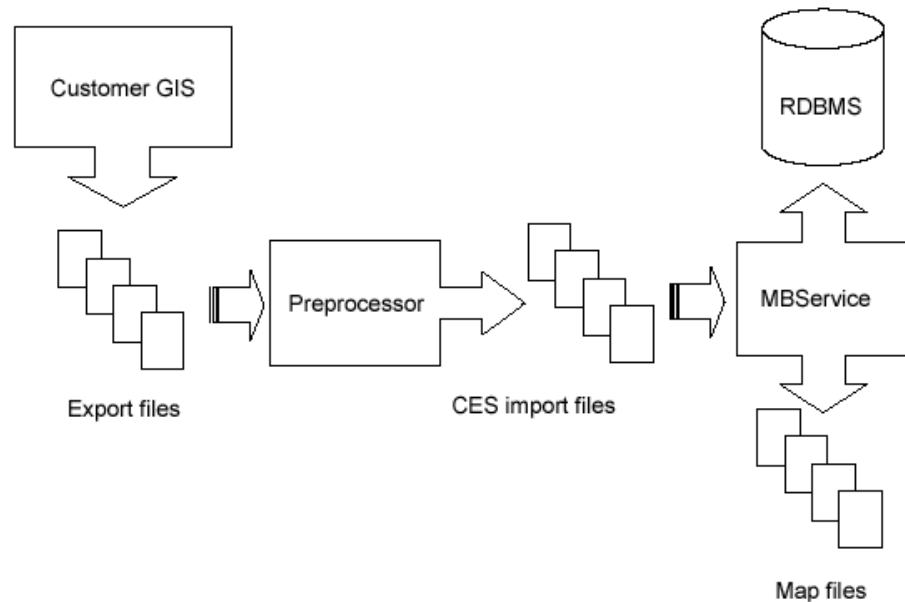 Customer GIS
RDBMS
Preprocessor
MBService
Export files
CES import files
Map files